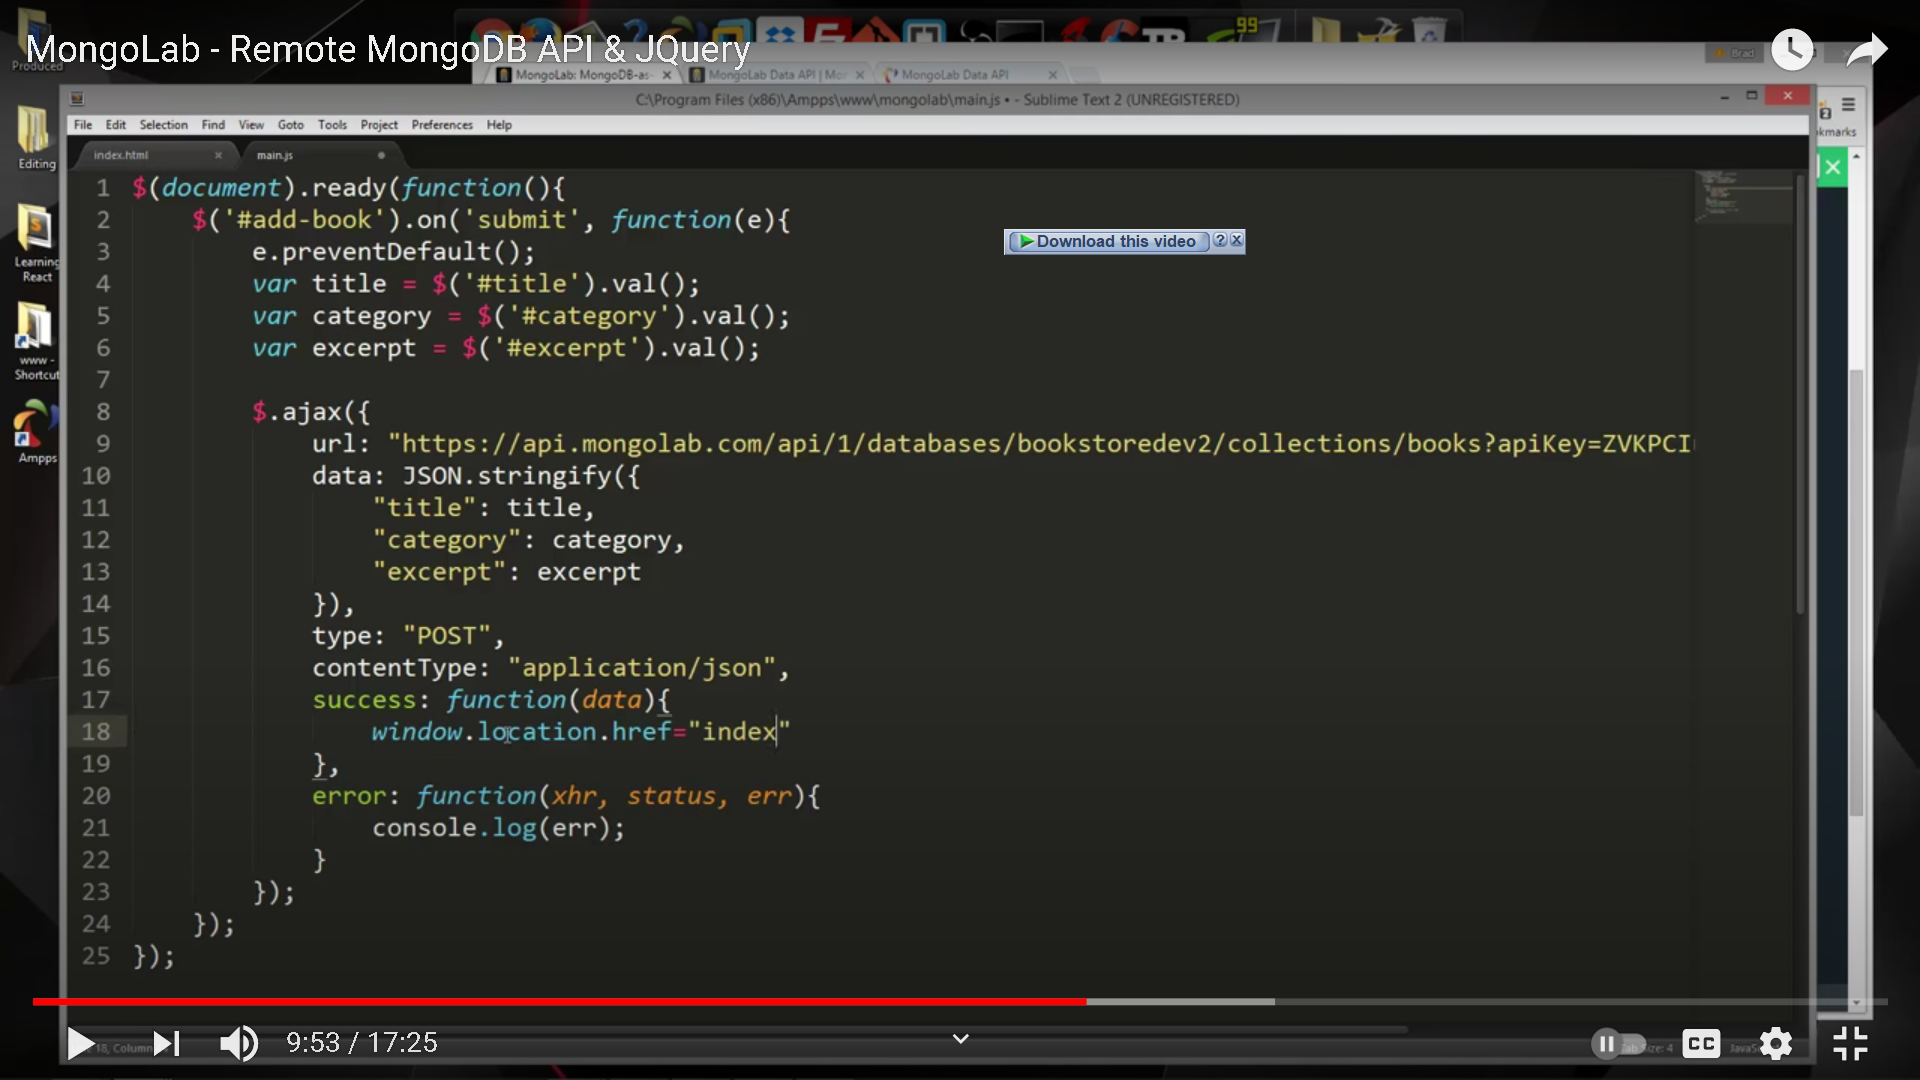 MongoLab - Remote MongoDB API & JQuery
Produced
99
Brad
MongoLab: MongoDB-as-
MongoLab Data API | Mon
MongoLab Data API
C:\Program Files (x86)\Ampps\www\mongolab\main.js • - Sublime Text 2 (UNREGISTERED)
File Edit Selection Find View Goto Tools Project Preferences Help
kmarks
Editing
Learning React
www - Shortcut
Ampps
index.html
main.js
Download this video
1 $(document).ready(function(){
2 $('#add-book').on('submit', function(e){
3 e.preventDefault();
4 var title = $('#title').val();
5 var category = $('#category').val();
6 var excerpt = $('#excerpt').val();
7
8 $.ajax({
9 url: "https://api.mongolab.com/api/1/databases/bookstoredev2/collections/books?apiKey=ZVKPCI
10 data: JSON.stringify({
11 "title": title,
12 "category": category,
13 "excerpt": excerpt
14 }),
15 type: "POST",
16 contentType: "application/json",
17 success: function(data){
18 window.location.href="index"
19 },
20 error: function(xhr, status, err){
21 console.log(err);
22 }
23 });
24 });
25 });
9:53 / 17:25
CC